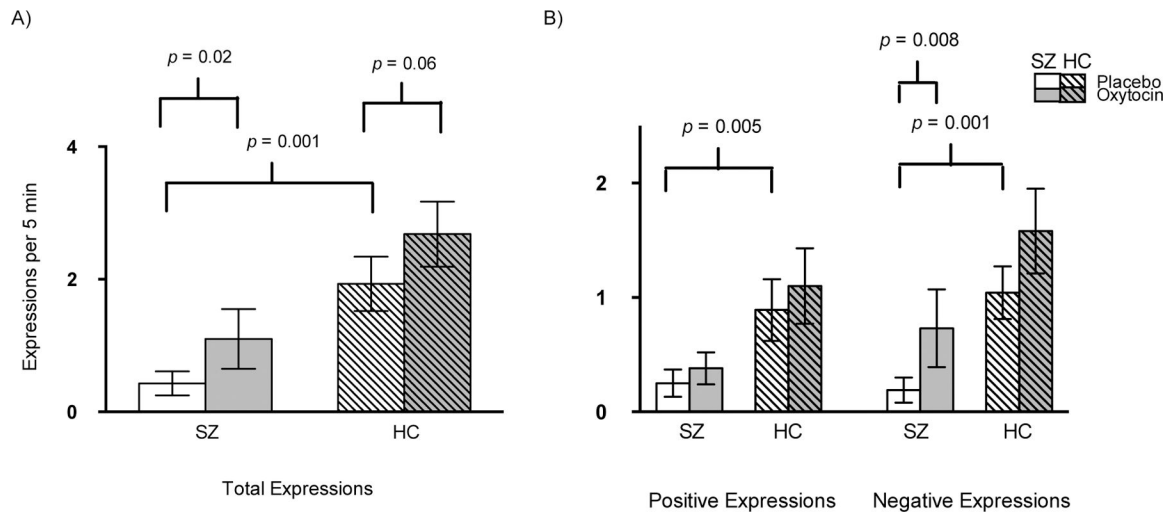 A)
p = 0.02
p = 0.06
p = 0.001
4
2
0
Expressions per 5 min
SZ
HC
Total Expressions
B)
p = 0.008
SZ HC
Placebo
Oxytocin
p = 0.005
p = 0.001
2
1
0
SZ
HC
SZ
HC
Positive Expressions
Negative Expressions